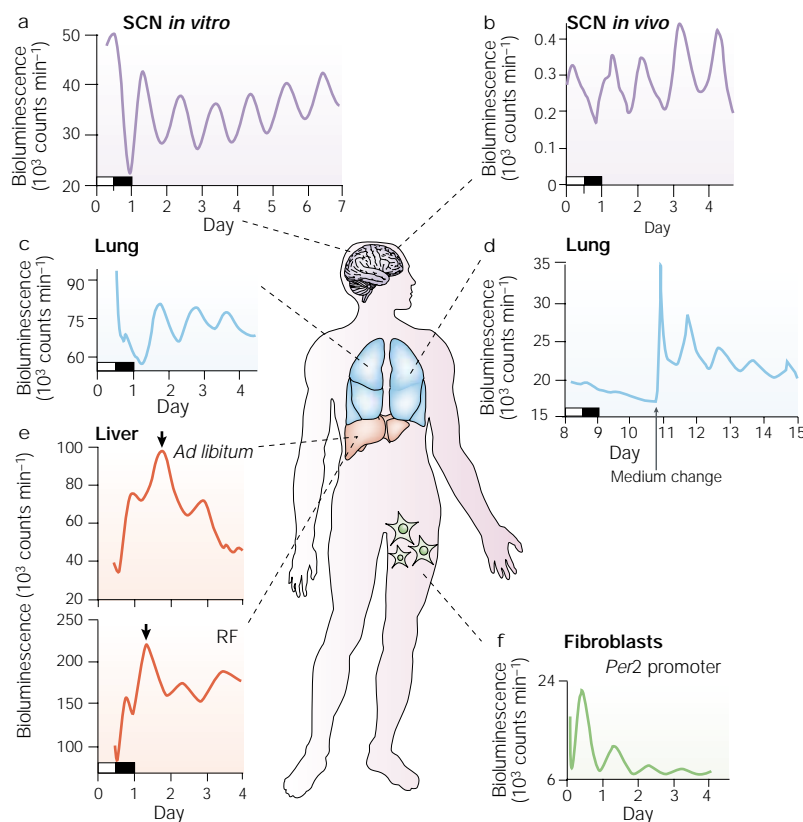 a
SCN in vitro
Bioluminescence
(10³ counts min⁻¹)
50
40
30
20
0 1 2 3 4 5 6 7
Day
b
SCN in vivo
Bioluminescence
(10³ counts min⁻¹)
0.4
0.3
0.2
0.1
0
0 1 2 3 4
Day
c
Lung
Bioluminescence
(10³ counts min⁻¹)
90
75
60
0 1 2 3 4
Day
d
Lung
Bioluminescence
(10³ counts min⁻¹)
35
30
25
20
15
8 9 10 11 12 13 14 15
Day
Medium change
e
Liver
Ad libitum
Bioluminescence (10³ counts min⁻¹)
100
80
60
40
20
0 1 2 3 4
RF
250
200
150
100
0 1 2 3 4
Day
f
Fibroblasts
Per2 promoter
Bioluminescence
(10³ counts min⁻¹)
24
6
0 1 2 3 4
Day